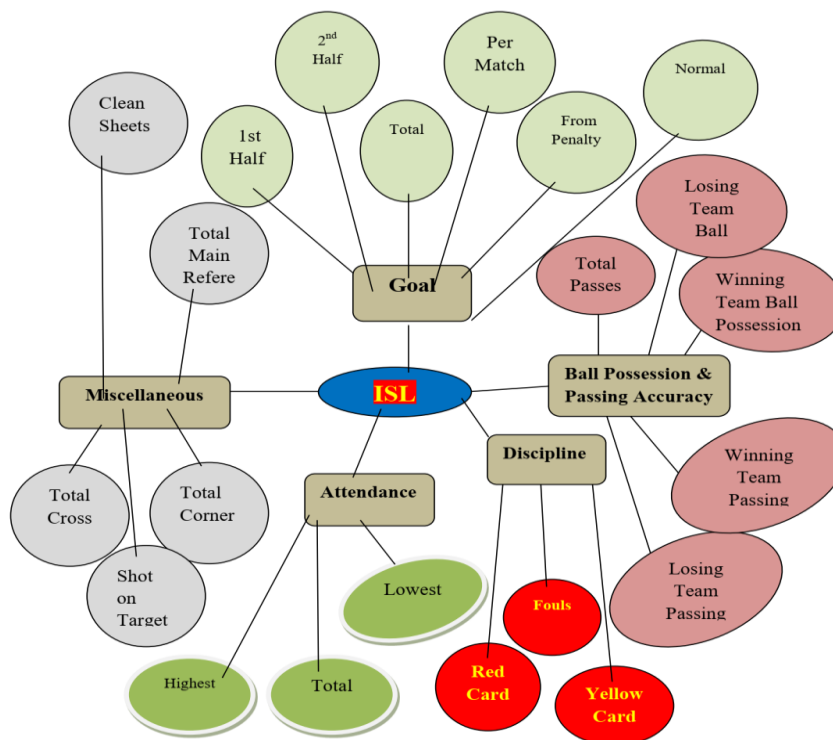 2nd
Half
Per
Match
Normal
Clean
Sheets
1st
Half
Total
From
Penalty
Losing
Team
Ball
Total
Main
Refere
Total
Passes
Winning
Team Ball
Possession
Goal
Miscellaneous
ISL
Ball Possession &
Passing Accuracy
Discipline
Winning
Team
Passing
Total
Cross
Total
Corner
Attendance
Shot
on
Target
Lowest
Fouls
Losing
Team
Passing
Highest
Total
Red
Card
Yellow
Card